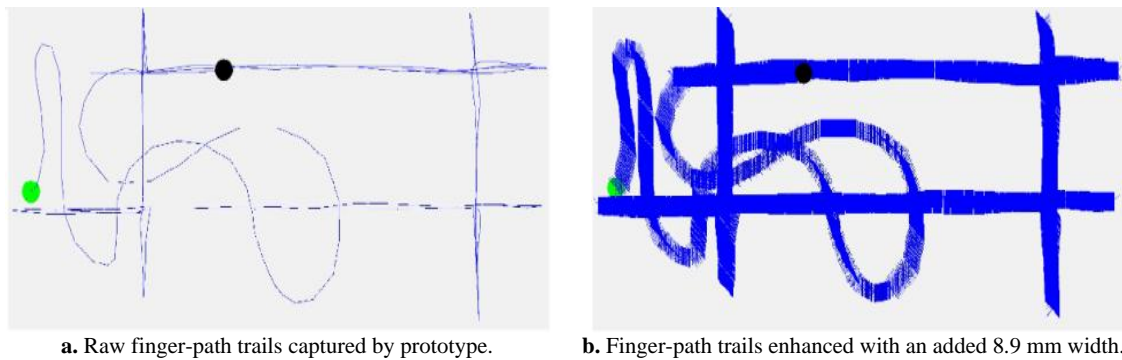 a. Raw finger-path trails captured by prototype.
b. Finger-path trails enhanced with an added 8.9 mm width.